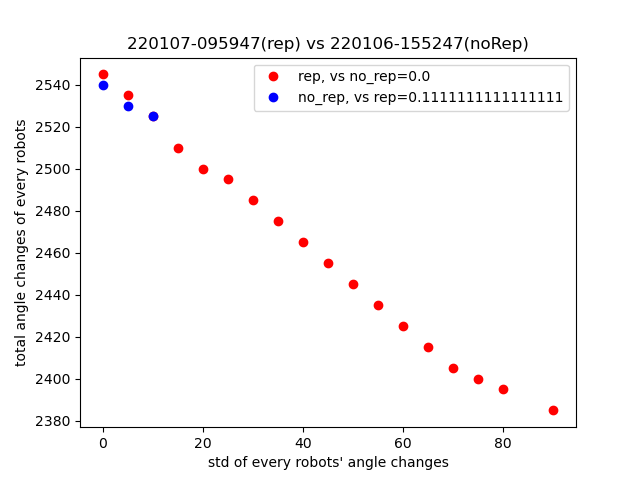 220107-095947(rep) vs 220106-155247(noRep)
rep, vs no_rep=0.0
no_rep, vs rep=0.1111111111111111
total angle changes of every robots
2540
2520
2500
2480
2460
2440
2420
2400
2380
0 20 40 60 80
std of every robots' angle changes